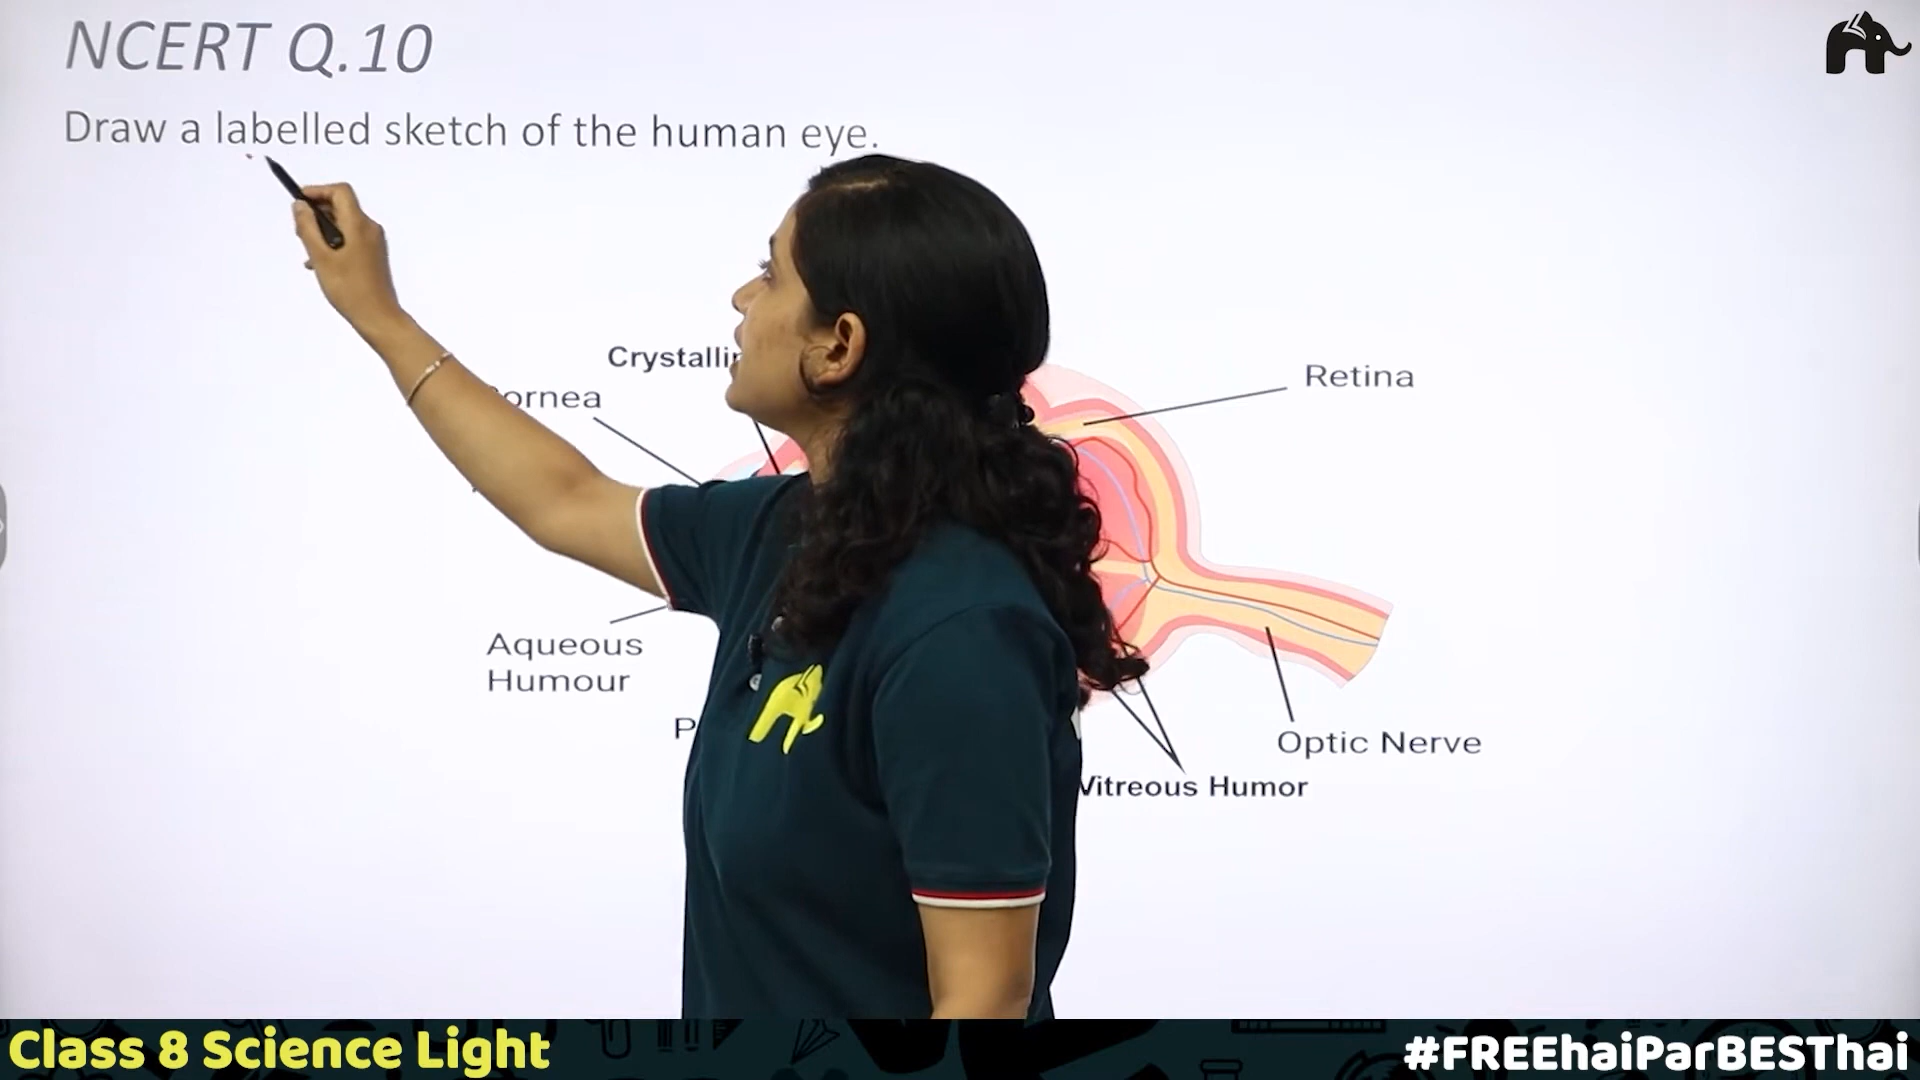 NCERT Q.10
Draw a labelled sketch of the human eye.
Retina
Aqueous
Humour
Optic Nerve
Vitreous Humor
Class 8 Science Light
#FREEhaiParBESThai